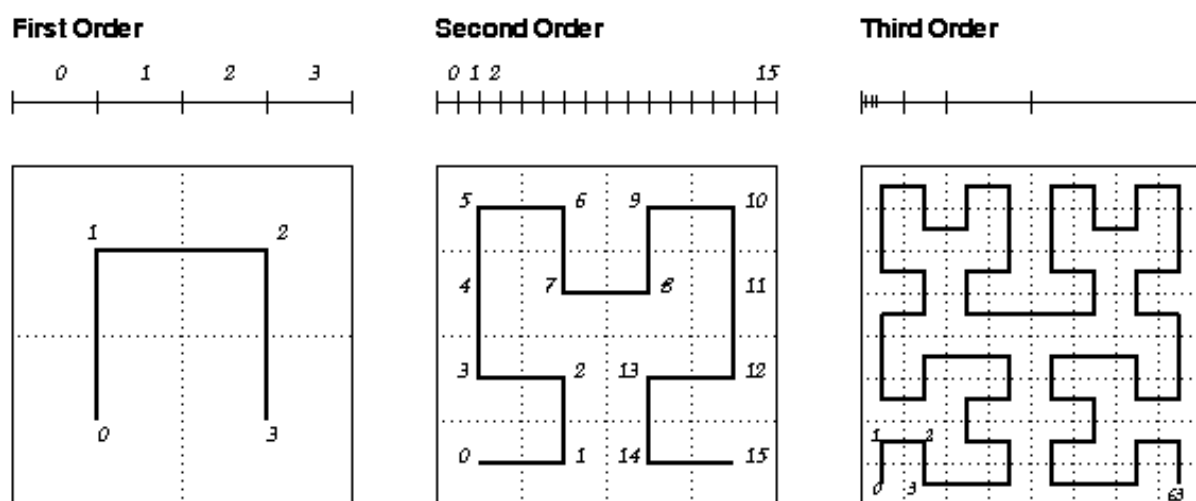 First Order
Second Order
Third Order
0 1 2 3
0 1 2 15
1 2
0 3
5 6 9 10
4 7 8 11
3 2 13 12
0 1 14 15
1 2
0 3 63